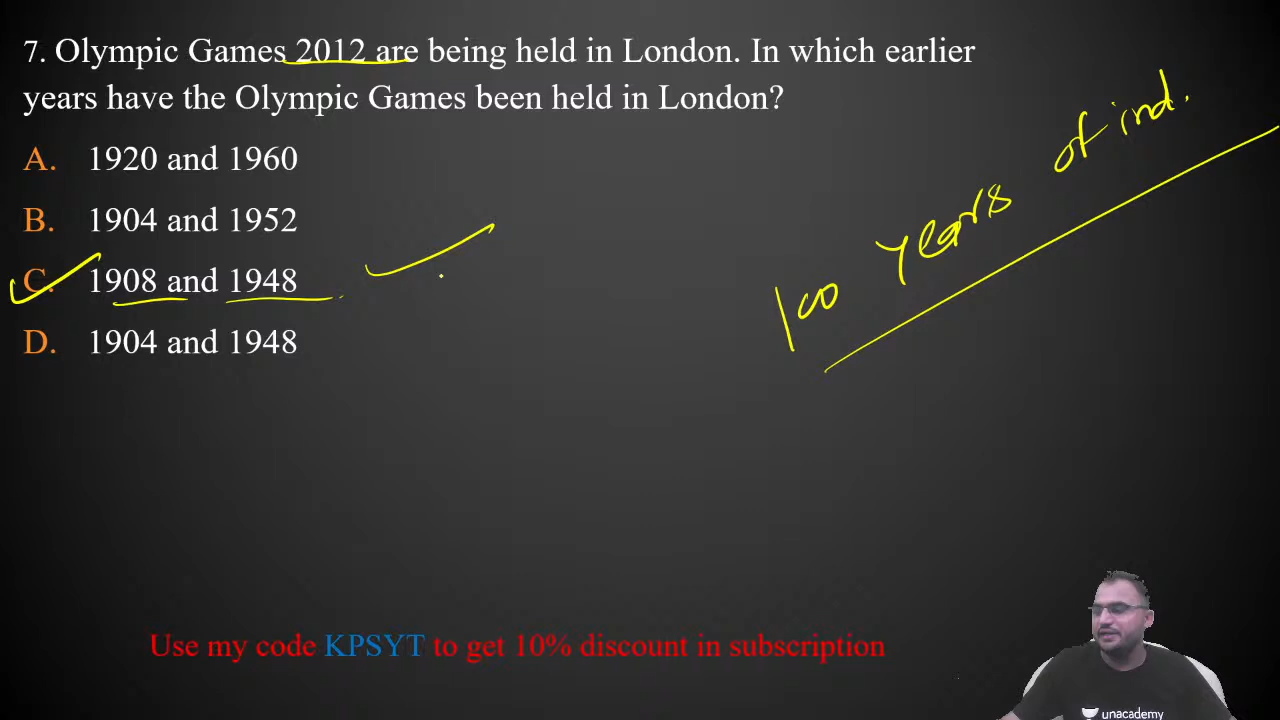 7. Olympic Games 2012 are being held in London. In which earlier
years have the Olympic Games been held in London?
A. 1920 and 1960
B. 1904 and 1952
C. 1908 and 1948
D. 1904 and 1948
100 years of ind.
Use my code KPSYT to get 10% discount in subscription
unacademy